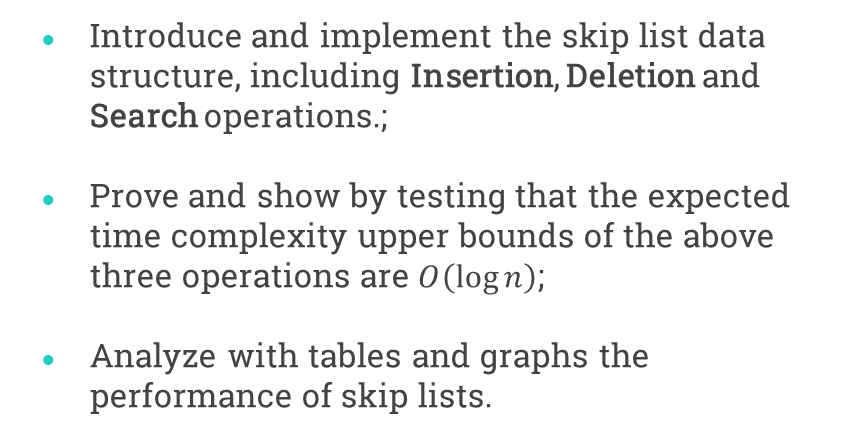 • Introduce and implement the skip list data
structure, including Insertion, Deletion and
Search operations.;
• Prove and show by testing that the expected
time complexity upper bounds of the above
three operations are O(log n);
• Analyze with tables and graphs the
performance of skip lists.